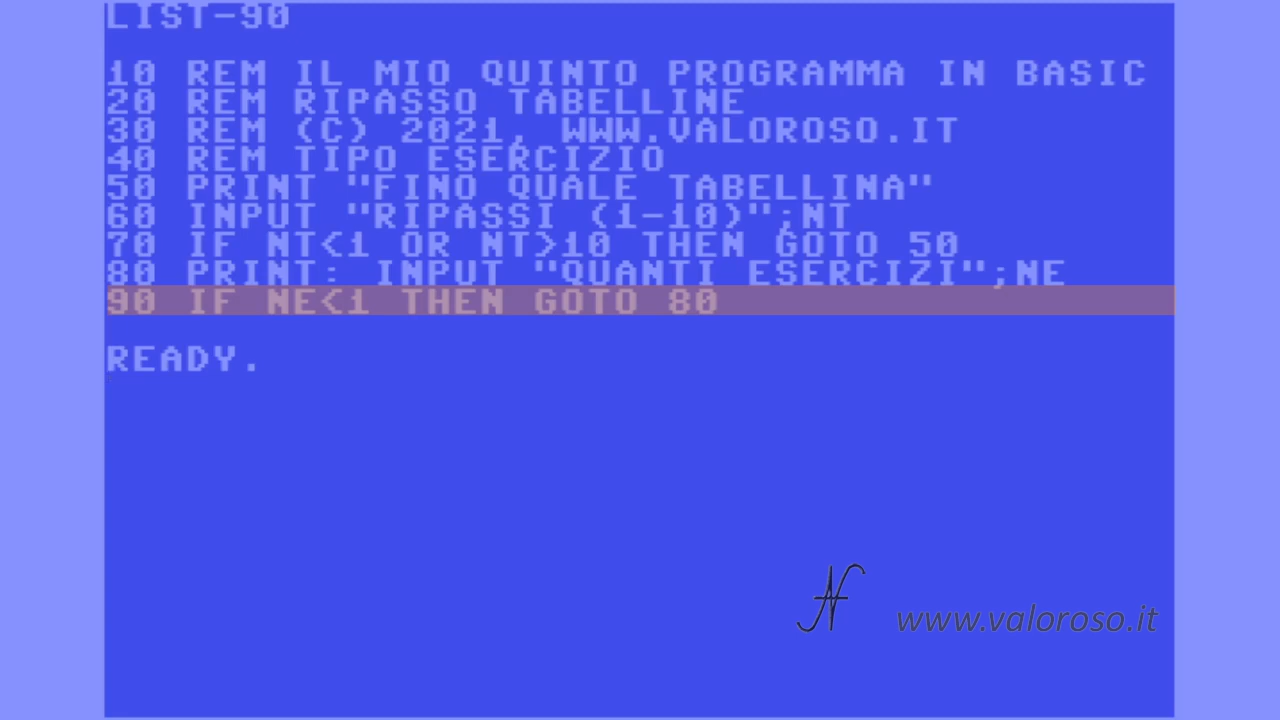 LIST-90
10 REM IL MIO QUINTO PROGRAMMA IN BASIC
20 REM RIPASSO TABELLINE
30 REM (C) 2021, WWW.VALOROSO.IT
40 REM TIPO ESERCIZIO
50 PRINT "FINO QUALE TABELLINA"
60 INPUT "RIPASSI (1-10)";NT
70 IF NT<1 OR NT>10 THEN GOTO 50
80 PRINT: INPUT "QUANTI ESERCIZI";NE
90 IF NE<1 THEN GOTO 80
READY.
www.valoroso.it